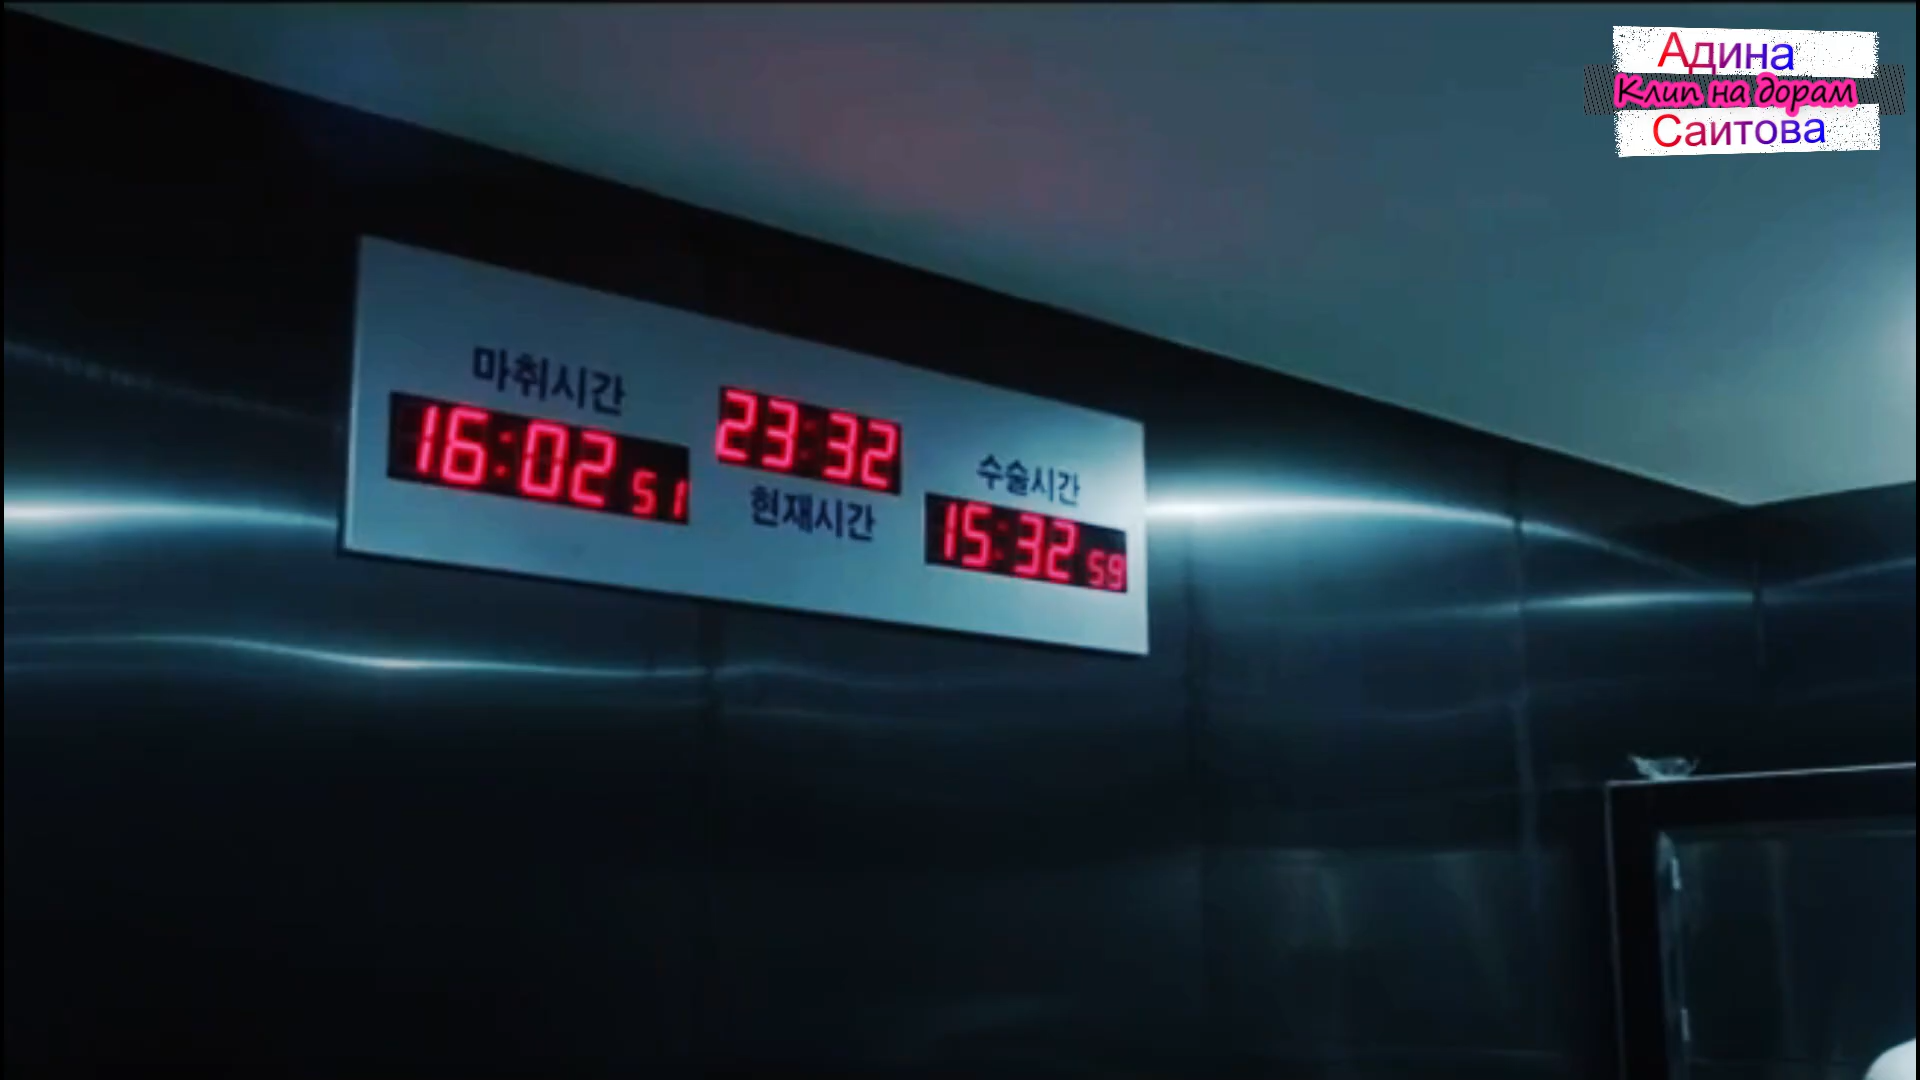 Адина
Клип на дорам
Саитова
마취시간
16:02 51
23:32
현재시간
수술시간
15:32 59